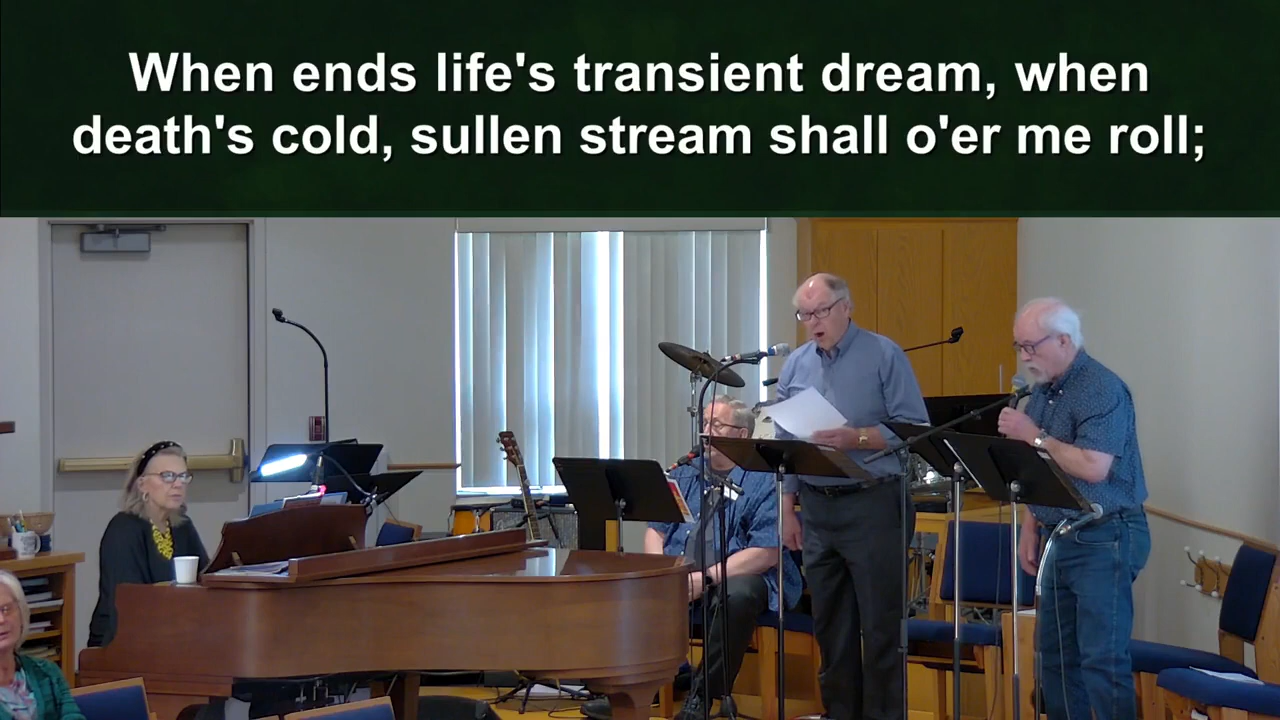 When ends life's transient dream, when
death's cold, sullen stream shall o'er me roll;